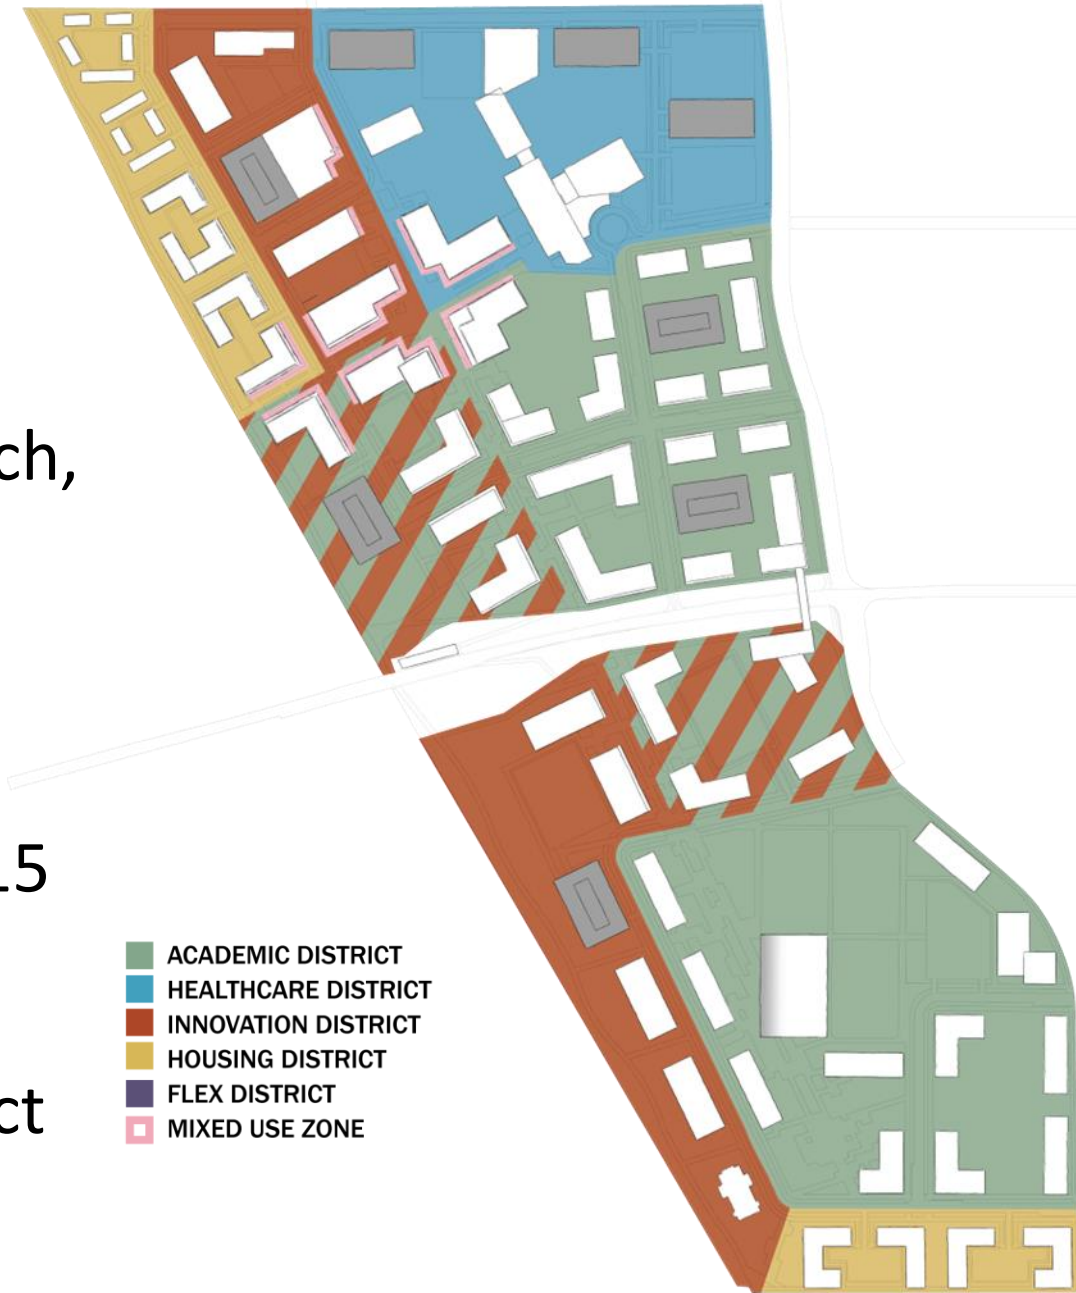 ch,
15
ct
ACADEMIC DISTRICT
HEALTHCARE DISTRICT
INNOVATION DISTRICT
HOUSING DISTRICT
FLEX DISTRICT
MIXED USE ZONE